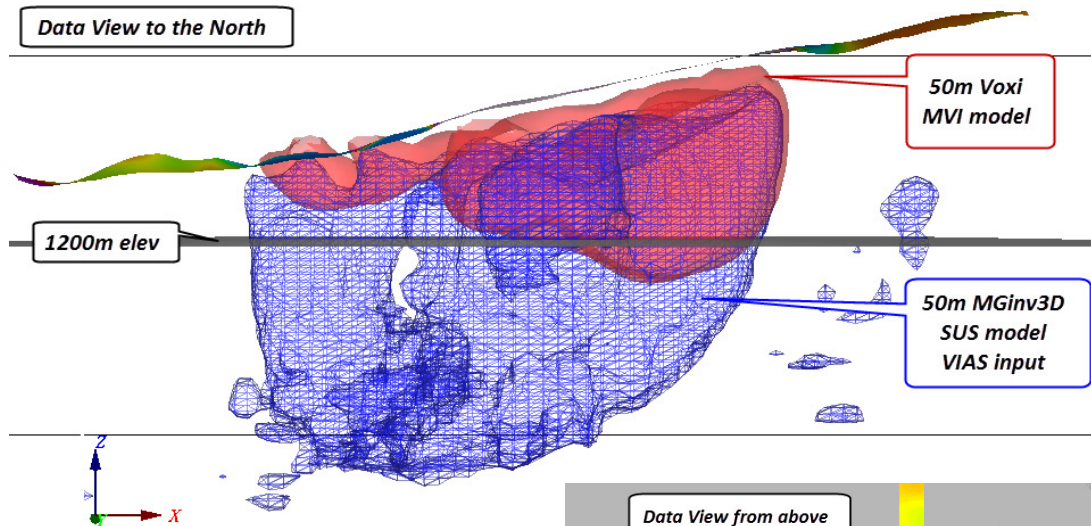 Data View to the North
50m Voxi
MVI model
1200m elev
50m MGinv3D
SUS model
VIAS input
Z
Y
X
Data View from above